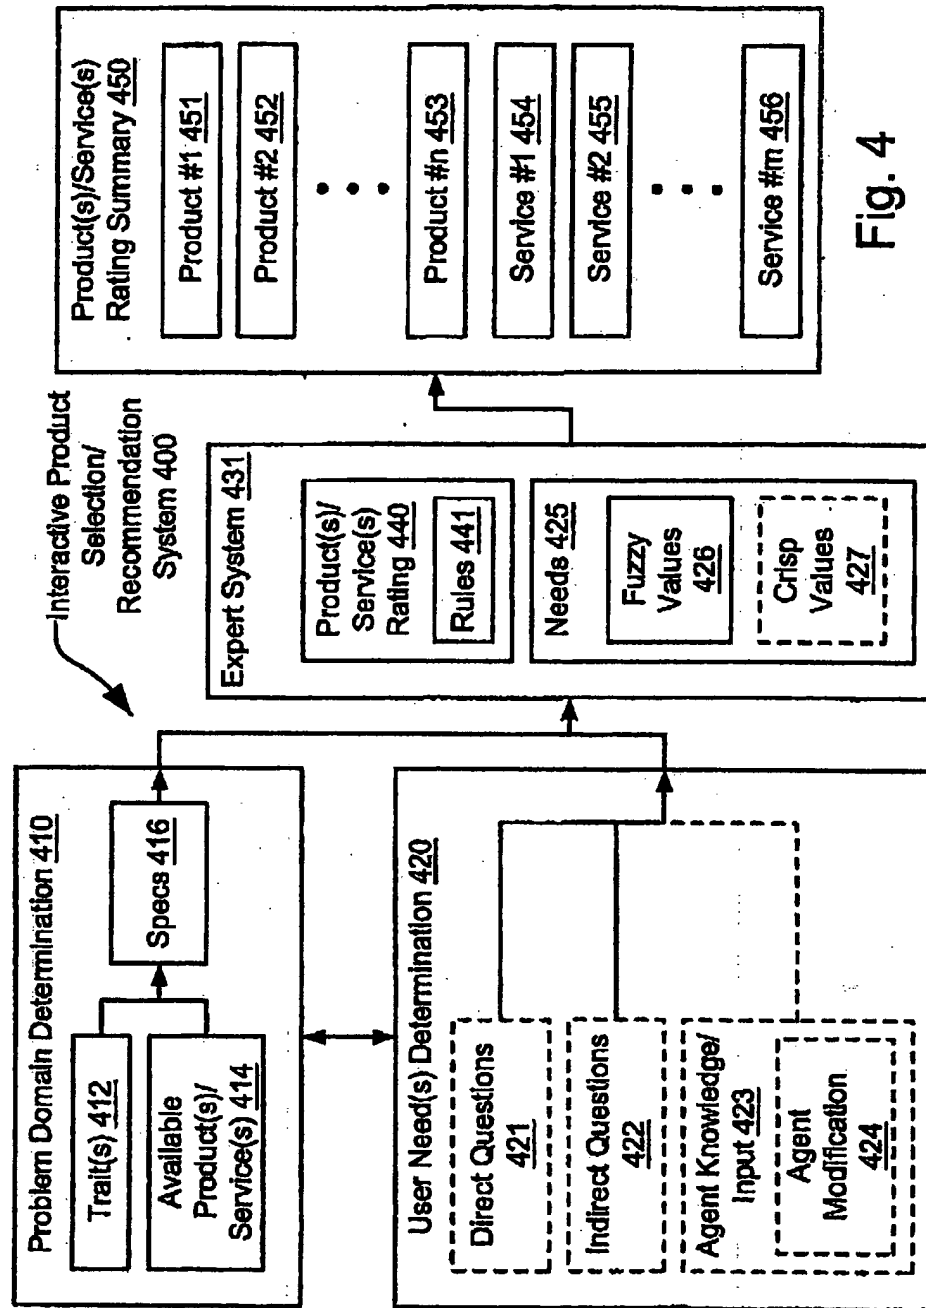 Interactive Product
Selection/
Recommendation
System 400
Problem Domain Determination 410
Trait(s) 412
Available
Product(s)/
Service(s) 414
Specs 416
User Need(s) Determination 420
Direct Questions
421
Indirect Questions
422
Agent Knowledge/
Input 423
Agent
Modification
424
Expert System 431
Product(s)/
Service(s)
Rating 440
Rules 441
Needs 425
Fuzzy
Values
426
Crisp
Values
427
Product(s)/Service(s)
Rating Summary 450
Product #1 451
Product #2 452
Product #n 453
Service #1 454
Service #2 455
Service #m 456
Fig. 4